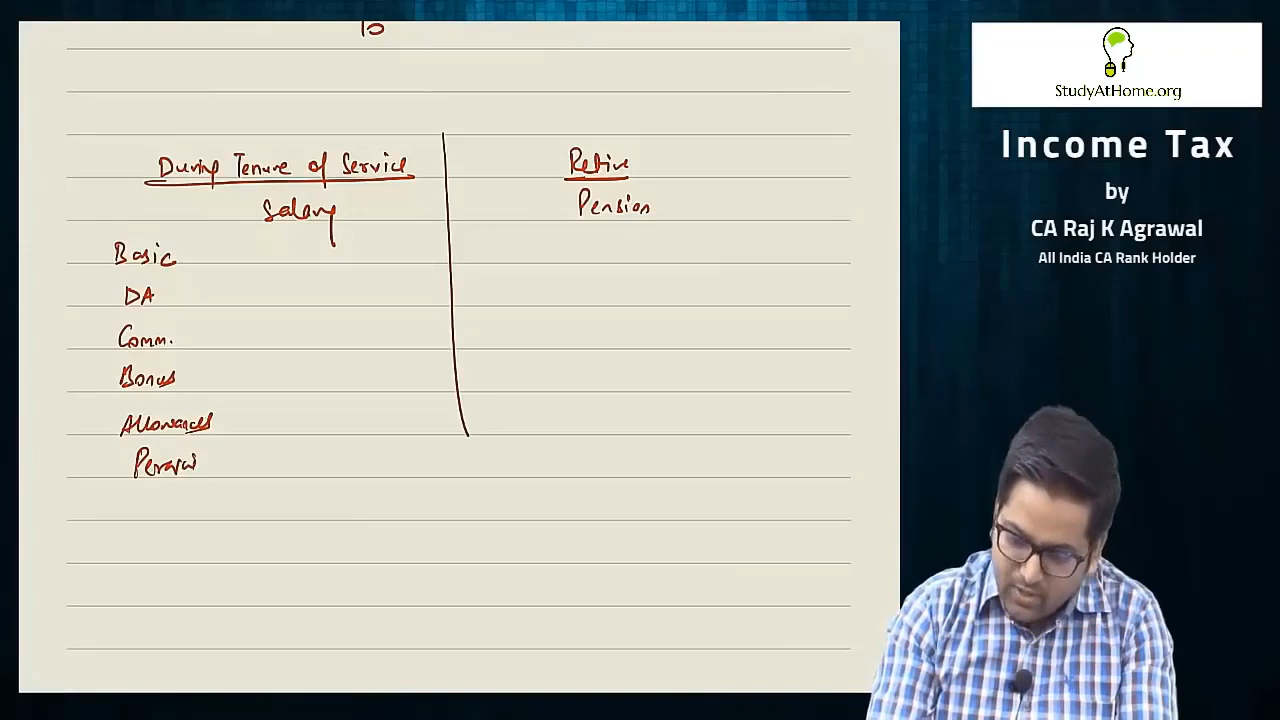 10
During Tenure of Service
Salary
Basic
DA
Comm.
Bonus
Allowances
Retire
Pension
StudyAtHome.org
Income Tax
by
CA Raj K Agrawal
All India CA Rank Holder